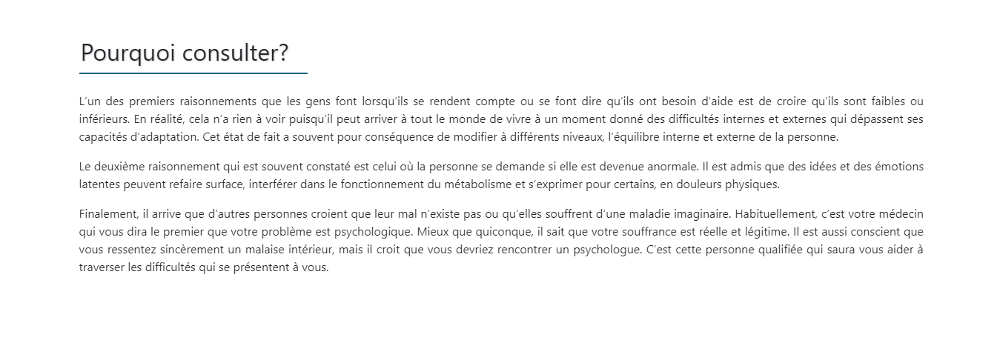 Pourquoi consulter?
L’un des premiers raisonnements que les gens font lorsqu’ils se rendent compte ou se font dire qu’ils ont besoin d’aide est de croire qu’ils sont faibles ou
inférieurs. En réalité, cela n’a rien à voir puisqu’il peut arriver à tout le monde de vivre à un moment donné des difficultés internes et externes qui dépassent ses
capacités d’adaptation. Cet état de fait a souvent pour conséquence de modifier à différents niveaux, l’équilibre interne et externe de la personne.
Le deuxième raisonnement qui est souvent constaté est celui où la personne se demande si elle est devenue anormale. Il est admis que des idées et des émotions
latentes peuvent refaire surface, interférer dans le fonctionnement du métabolisme et s’exprimer pour certains, en douleurs physiques.
Finalement, il arrive que d’autres personnes croient que leur mal n’existe pas ou qu’elles souffrent d’une maladie imaginaire. Habituellement, c’est votre médecin
qui vous dira le premier que votre problème est psychologique. Mieux que quiconque, il sait que votre souffrance est réelle et légitime. Il est aussi conscient que
vous ressentez sincèrement un malaise intérieur, mais il croit que vous devriez rencontrer un psychologue. C’est cette personne qualifiée qui saura vous aider à
traverser les difficultés qui se présentent à vous.